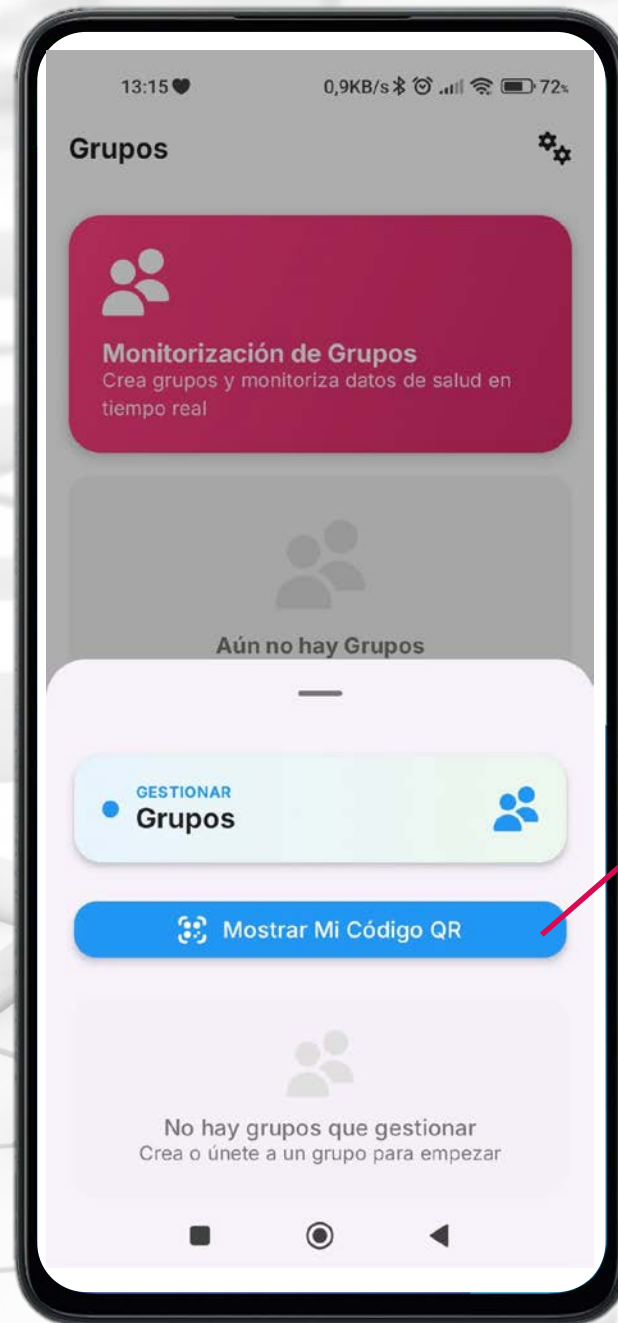 13:15
0,9KB/s 72%
Grupos
Monitorización de Grupos
Crea grupos y monitoriza datos de salud en
tiempo real
Aún no hay Grupos
GESTIONAR
Grupos
Mostrar Mi Código QR
No hay grupos que gestionar
Crea o únete a un grupo para empezar